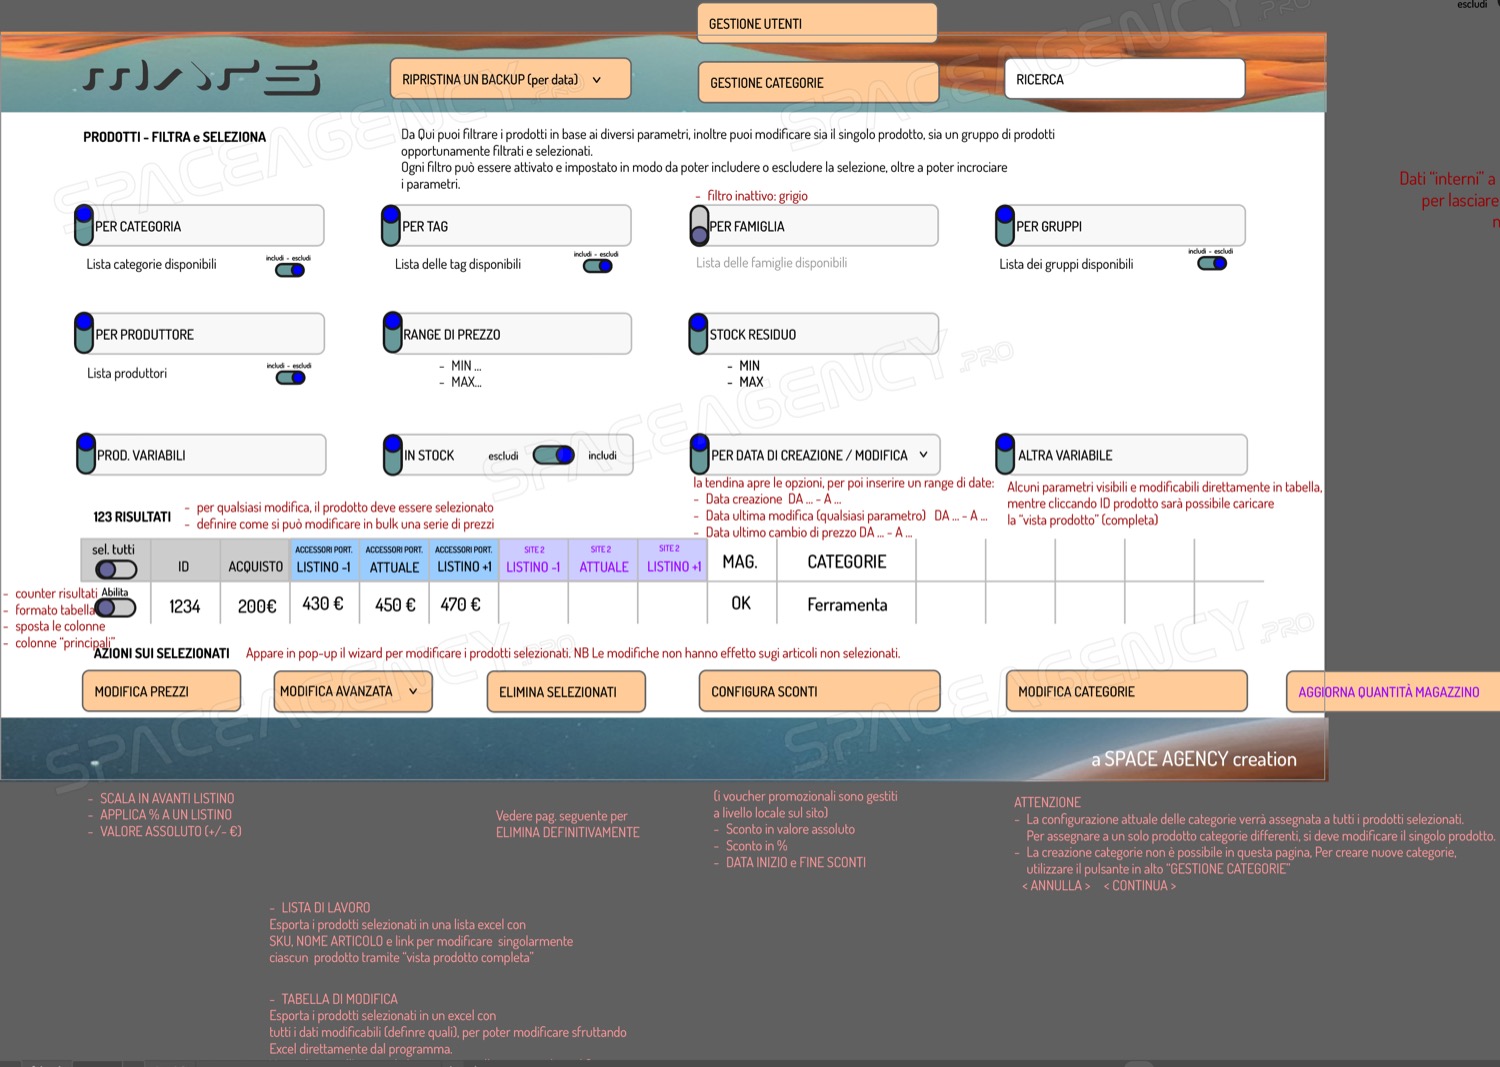 escludi
GESTIONE UTENTI
mars
RIPRISTINA UN BACKUP (per data)
GESTIONE CATEGORIE
RICERCA
PRODOTTI - FILTRA e SELEZIONA
Da Qui puoi filtrare i prodotti in base ai diversi parametri, inoltre puoi modificare sia il singolo prodotto, sia un gruppo di prodotti
opportunamente filtrati e selezionati.
Ogni filtro può essere attivato e impostato in modo da poter includere o escludere la selezione, oltre a poter incrociare
i parametri.
Dati "interni" a
per lasciare
n
- filtro inattivo: grigio
PER CATEGORIA
PER TAG
PER FAMIGLIA
PER GRUPPI
Lista categorie disponibili
includi - escludi
Lista delle tag disponibili
includi - escludi
Lista delle famiglie disponibili
Lista dei gruppi disponibili
includi - escludi
PER PRODUTTORE
RANGE DI PREZZO
STOCK RESIDUO
Lista produttori
includi - escludi
- MIN ...
- MAX...
- MIN
- MAX
PROD. VARIABILI
IN STOCK
escludi
includi
PER DATA DI CREAZIONE / MODIFICA
ALTRA VARIABILE
la tendina apre le opzioni, per poi inserire un range di date:
- Data creazione DA ... - A ...
- Data ultima modifica (qualsiasi parametro) DA ... - A ...
- Data ultimo cambio di prezzo DA ... - A ...
Alcuni parametri visibili e modificabili direttamente in tabella,
mentre cliccando ID prodotto sarà possibile caricare
la "vista prodotto" (completa)
123 RISULTATI
- per qualsiasi modifica, il prodotto deve essere selezionato
- definire come si può modificare in bulk una serie di prezzi
sel. tutti
ID
ACQUISTO
ACCESSORI PORT.
LISTINO -1
ACCESSORI PORT.
ATTUALE
ACCESSORI PORT.
LISTINO +1
SITE 2
LISTINO -1
SITE 2
ATTUALE
SITE 2
LISTINO +1
MAG.
CATEGORIE
Abilita
1234
200€
430 €
450 €
470 €
OK
Ferramenta
- counter risultati
- formato tabella
- sposta le colonne
- colonne "principali"
AZIONI SUI SELEZIONATI
Appare in pop-up il wizard per modificare i prodotti selezionati. NB Le modifiche non hanno effetto sugi articoli non selezionati.
MODIFICA PREZZI
MODIFICA AVANZATA
ELIMINA SELEZIONATI
CONFIGURA SCONTI
MODIFICA CATEGORIE
AGGIORNA QUANTITÀ MAGAZZINO
a SPACE AGENCY creation
- SCALA IN AVANTI LISTINO
- APPLICA % A UN LISTINO
- VALORE ASSOLUTO (+/- €)
Vedere pag. seguente per
ELIMINA DEFINITIVAMENTE
(i voucher promozionali sono gestiti
a livello locale sul sito)
- Sconto in valore assoluto
- Sconto in %
- DATA INIZIO e FINE SCONTI
ATTENZIONE
- La configurazione attuale delle categorie verrà assegnata a tutti i prodotti selezionati.
Per assegnare a un solo prodotto categorie differenti, si deve modificare il singolo prodotto.
- La creazione categorie non è possibile in questa pagina, Per creare nuove categorie,
utilizzare il pulsante in alto "GESTIONE CATEGORIE"
< ANNULLA > < CONTINUA >
- LISTA DI LAVORO
Esporta i prodotti selezionati in una lista excel con
SKU, NOME ARTICOLO e link per modificare singolarmente
ciascun prodotto tramite "vista prodotto completa"
- TABELLA DI MODIFICA
Esporta i prodotti selezionati in un excel con
tutti i dati modificabili (definre quali), per poter modificare sfruttando
Excel direttamente dal programma.
SPACEAGENCY.PRO
SPACEAGENCY.PRO
SPACEAGENCY.PRO
SPACEAGENCY.PRO
SPACEAGENCY.PRO